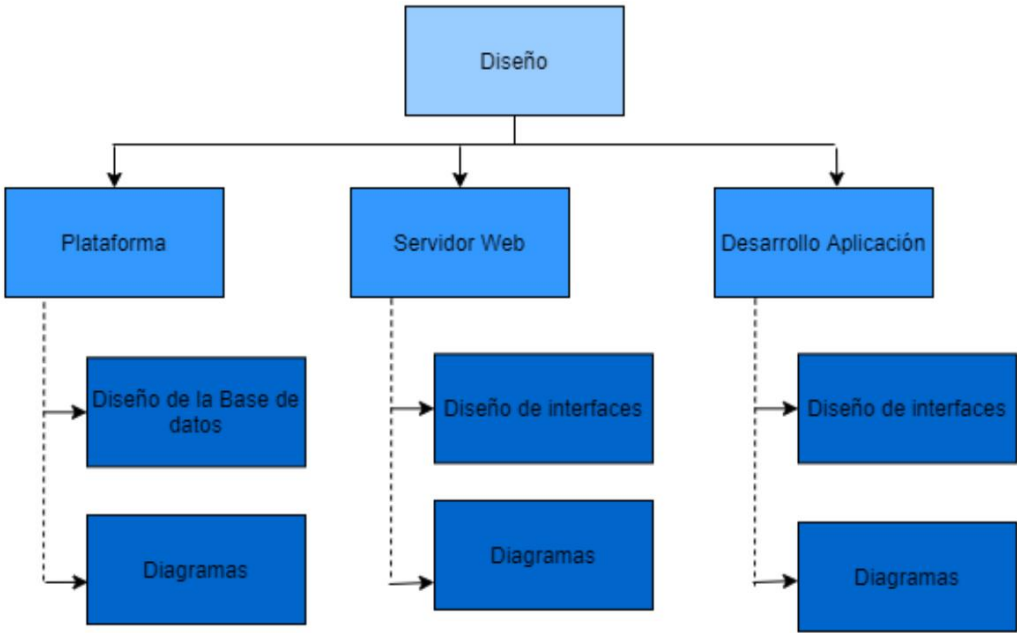 Diseño
Plataforma
Servidor Web
Desarrollo Aplicación
Diseño de la Base de
datos
Diseño de interfaces
Diseño de interfaces
Diagramas
Diagramas
Diagramas